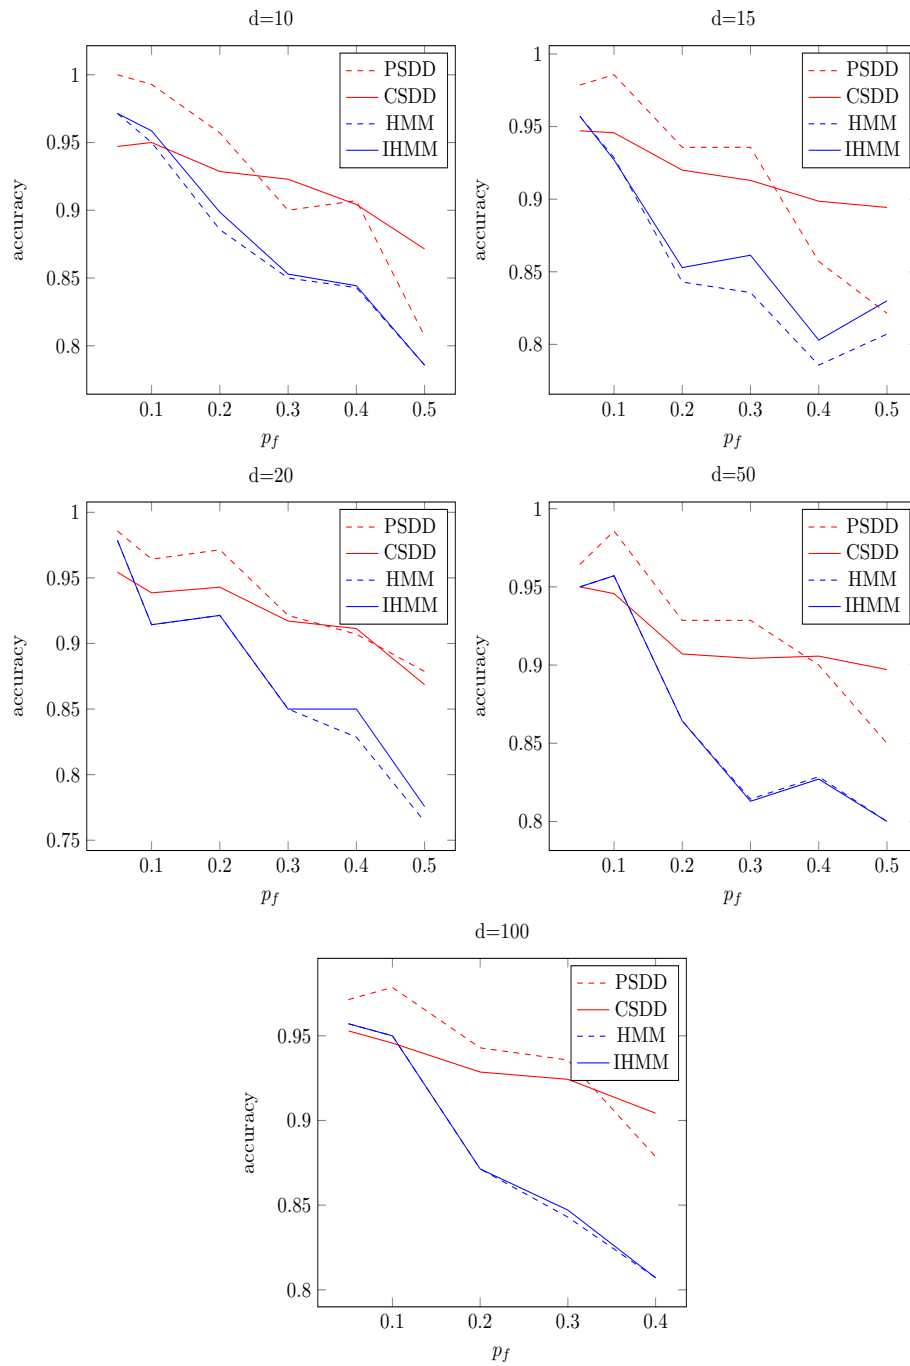 d=10
1
0.95
0.9
0.85
0.8
accuracy
PSDD
CSDD
HMM
IHMM
0.1 0.2 0.3 0.4 0.5
p_f
d=15
1
0.95
0.9
0.85
0.8
accuracy
PSDD
CSDD
HMM
IHMM
0.1 0.2 0.3 0.4 0.5
p_f
d=20
1
0.95
0.9
0.85
0.8
0.75
accuracy
PSDD
CSDD
HMM
IHMM
0.1 0.2 0.3 0.4 0.5
p_f
d=50
1
0.95
0.9
0.85
0.8
accuracy
PSDD
CSDD
HMM
IHMM
0.1 0.2 0.3 0.4 0.5
p_f
d=100
0.95
0.9
0.85
0.8
accuracy
PSDD
CSDD
HMM
IHMM
0.1 0.2 0.3 0.4
p_f